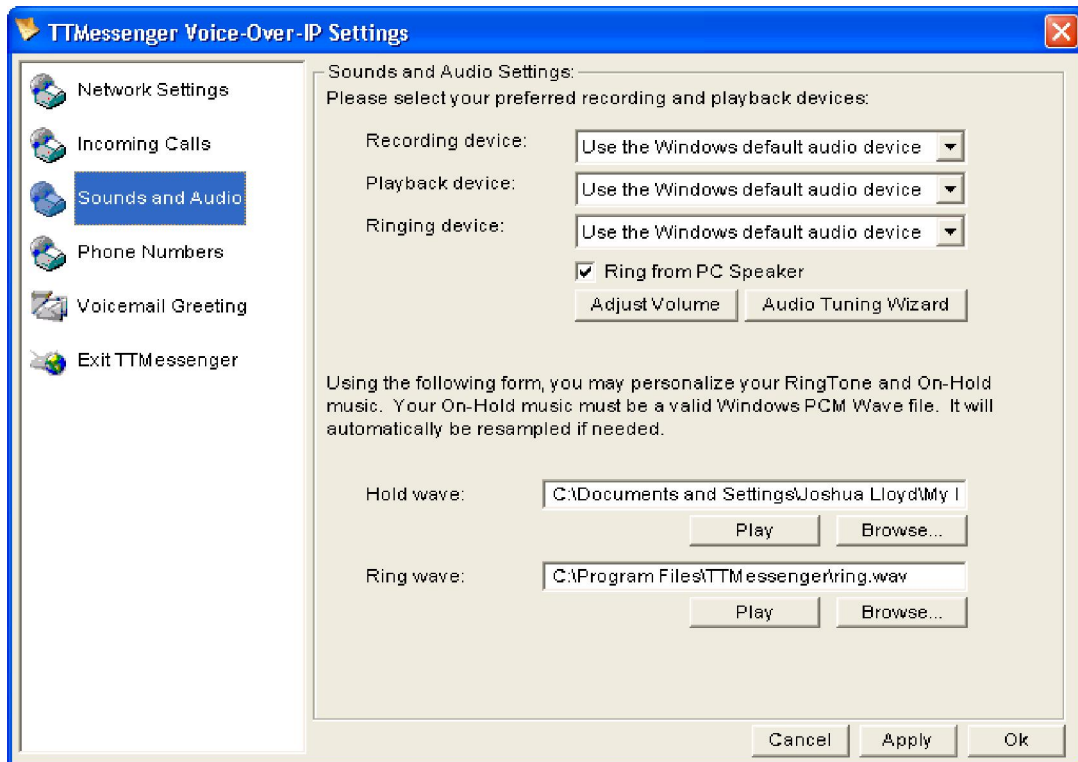 TTMessenger Voice-Over-IP Settings
Network Settings
Incoming Calls
Sounds and Audio
Phone Numbers
Voicemail Greeting
Exit TTMessenger
Sounds and Audio Settings:
Please select your preferred recording and playback devices:
Recording device:
Use the Windows default audio device
Playback device:
Use the Windows default audio device
Ringing device:
Use the Windows default audio device
Ring from PC Speaker
Adjust Volume
Audio Tuning Wizard
Using the following form, you may personalize your RingTone and On-Hold
music. Your On-Hold music must be a valid Windows PCM Wave file. It will
automatically be resampled if needed.
Hold wave:
C:\Documents and Settings\Joshua Lloyd\My
Play
Browse...
Ring wave:
C:\Program Files\TTMessenger\ring.wav
Play
Browse...
Cancel
Apply
Ok